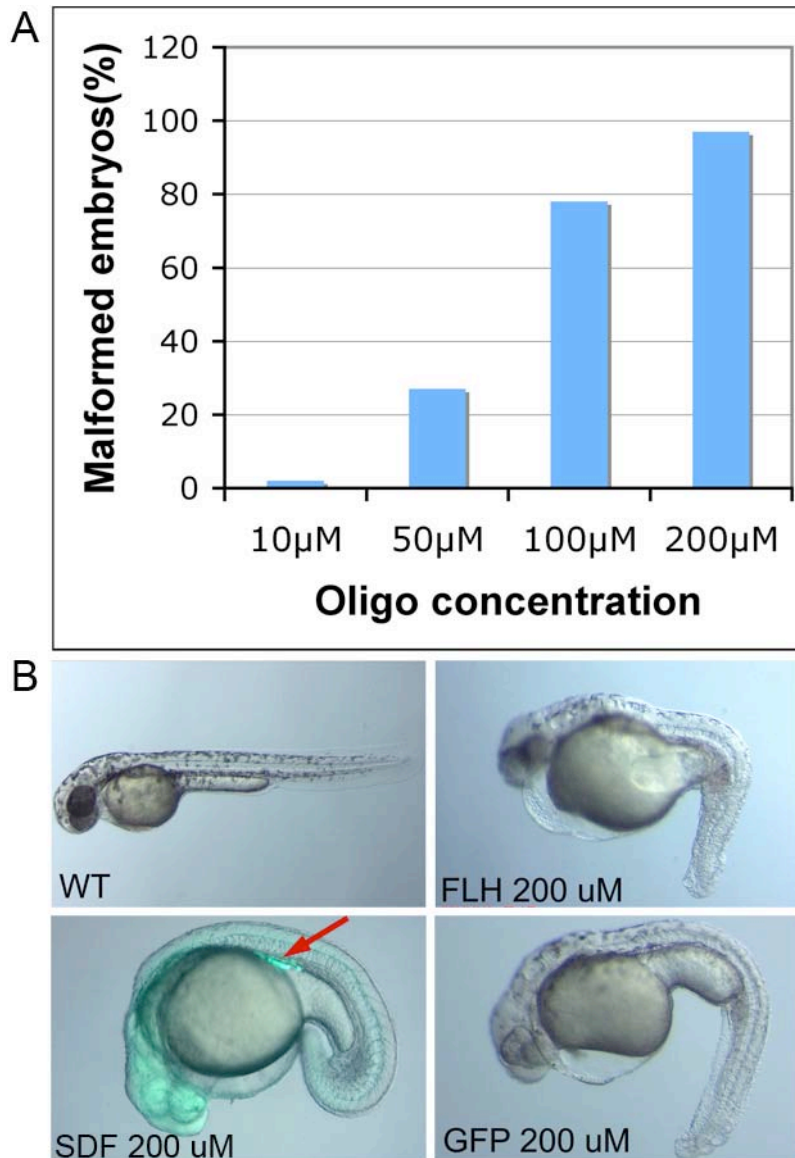 A
Malformed embryos(%)
120
100
80
60
40
20
0
10µM 50µM 100µM 200µM
Oligo concentration
B
WT
FLH 200 uM
SDF 200 uM
GFP 200 uM